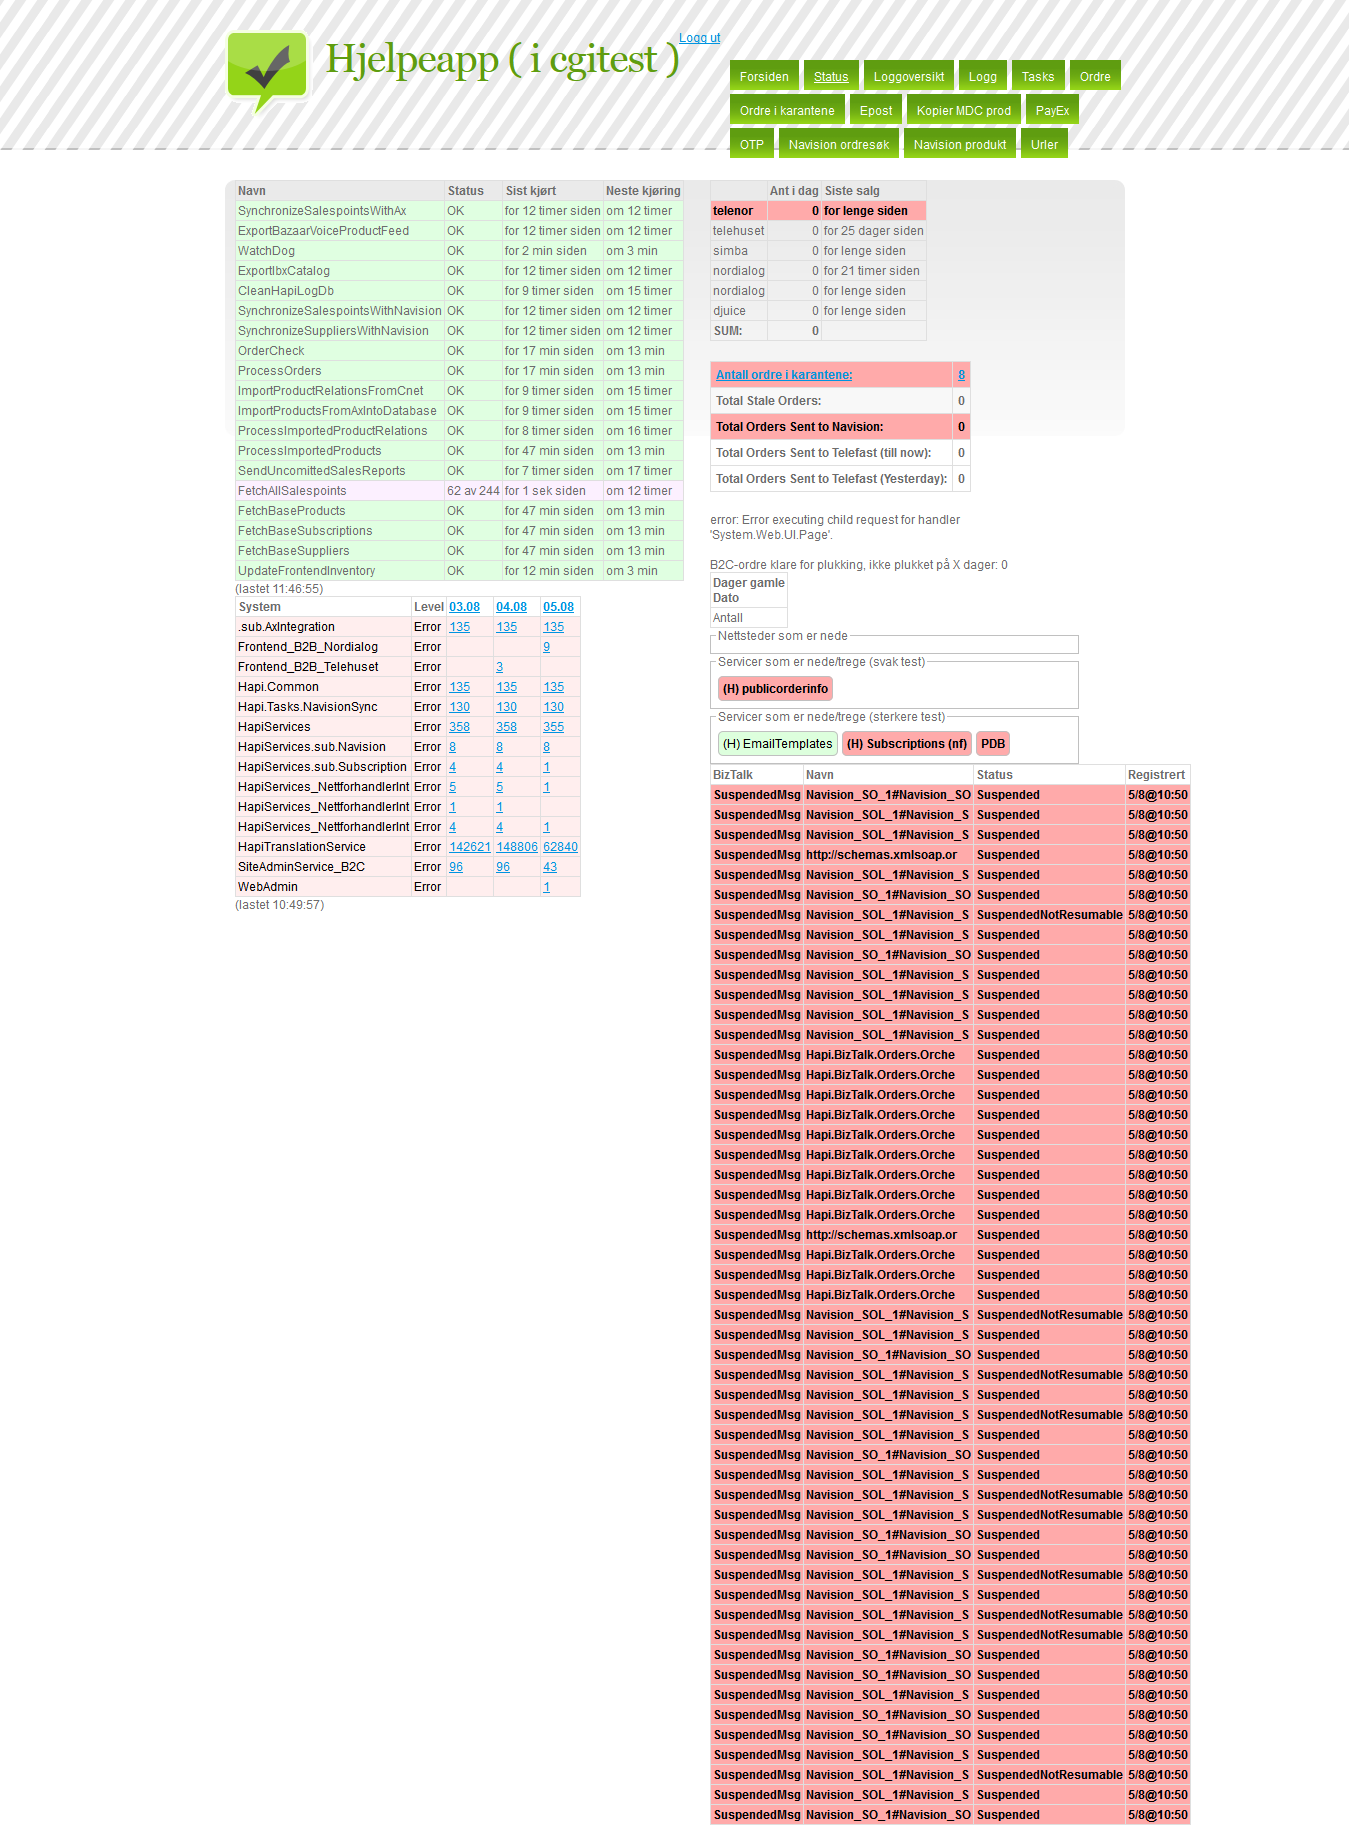 Hjelpeapp ( i cgitest )
Logg ut
Forsiden Status Loggoversikt Logg Tasks Ordre
Ordre i karantene Epost Kopier MDC prod PayEx
OTP Navision ordresøk Navision produkt Urler
Navn Status Sist kjørt Neste kjøring
SynchronizeSalespointsWithAx OK for 12 timer siden om 12 timer
ExportBazaarVoiceProductFeed OK for 12 timer siden om 12 timer
WatchDog OK for 2 min siden om 3 min
ExportIbxCatalog OK for 12 timer siden om 12 timer
CleanHapiLogDb OK for 9 timer siden om 15 timer
SynchronizeSalespointsWithNavision OK for 12 timer siden om 12 timer
SynchronizeSuppliersWithNavision OK for 12 timer siden om 12 timer
OrderCheck OK for 17 min siden om 13 min
ProcessOrders OK for 17 min siden om 13 min
ImportProductRelationsFromCnet OK for 9 timer siden om 15 timer
ImportProductsFromAxIntoDatabase OK for 9 timer siden om 15 timer
ProcessImportedProductRelations OK for 8 timer siden om 16 timer
ProcessImportedProducts OK for 47 min siden om 13 min
SendUncomittedSalesReports OK for 7 timer siden om 17 timer
FetchAllSalespoints 62 av 244 for 1 sek siden om 12 timer
FetchBaseProducts OK for 47 min siden om 13 min
FetchBaseSubscriptions OK for 47 min siden om 13 min
FetchBaseSuppliers OK for 47 min siden om 13 min
UpdateFrontendInventory OK for 12 min siden om 3 min
(lastet 11:46:55)
System Level 03.08 04.08 05.08
.sub.AxIntegration Error 135 135 135
Frontend_B2B_Nordialog Error 9
Frontend_B2B_Telehuset Error 3
Hapi.Common Error 135 135 135
Hapi.Tasks.NavisionSync Error 130 130 130
HapiServices Error 358 358 355
HapiServices.sub.Navision Error 8 8 8
HapiServices.sub.Subscription Error 4 4 1
HapiServices_NettforhandlerInt Error 5 5 1
HapiServices_NettforhandlerInt Error 1 1
HapiServices_NettforhandlerInt Error 4 4 1
HapiTranslationService Error 142621 148806 62840
SiteAdminService_B2C Error 96 96 43
WebAdmin Error 1
(lastet 10:49:57)
Ant i dag Siste salg
telenor 0 for lenge siden
telehuset 0 for 25 dager siden
simba 0 for lenge siden
nordialog 0 for 21 timer siden
nordialog 0 for lenge siden
djuice 0 for lenge siden
SUM: 0
Antall ordre i karantene: 8
Total Stale Orders: 0
Total Orders Sent to Navision: 0
Total Orders Sent to Telefast (till now): 0
Total Orders Sent to Telefast (Yesterday): 0
error: Error executing child request for handler
'System.Web.UI.Page'.
B2C-ordre klare for plukking, ikke plukket på X dager: 0
Dager gamle
Dato
Antall
Nettsteder som er nede
Servicer som er nede/trege (svak test)
(H) publicorderinfo
Servicer som er nede/trege (sterkere test)
(H) EmailTemplates (H) Subscriptions (nf) PDB
BizTalk Navn Status Registrert
SuspendedMsg Navision_SO_1#Navision_SO Suspended 5/8@10:50
SuspendedMsg Navision_SOL_1#Navision_S Suspended 5/8@10:50
SuspendedMsg Navision_SOL_1#Navision_S Suspended 5/8@10:50
SuspendedMsg http://schemas.xmlsoap.or Suspended 5/8@10:50
SuspendedMsg Navision_SOL_1#Navision_S Suspended 5/8@10:50
SuspendedMsg Navision_SO_1#Navision_SO Suspended 5/8@10:50
SuspendedMsg Navision_SOL_1#Navision_S SuspendedNotResumable 5/8@10:50
SuspendedMsg Navision_SOL_1#Navision_S Suspended 5/8@10:50
SuspendedMsg Navision_SO_1#Navision_SO Suspended 5/8@10:50
SuspendedMsg Navision_SOL_1#Navision_S Suspended 5/8@10:50
SuspendedMsg Navision_SOL_1#Navision_S Suspended 5/8@10:50
SuspendedMsg Navision_SOL_1#Navision_S Suspended 5/8@10:50
SuspendedMsg Navision_SOL_1#Navision_S Suspended 5/8@10:50
SuspendedMsg Hapi.BizTalk.Orders.Orche Suspended 5/8@10:50
SuspendedMsg Hapi.BizTalk.Orders.Orche Suspended 5/8@10:50
SuspendedMsg Hapi.BizTalk.Orders.Orche Suspended 5/8@10:50
SuspendedMsg Hapi.BizTalk.Orders.Orche Suspended 5/8@10:50
SuspendedMsg Hapi.BizTalk.Orders.Orche Suspended 5/8@10:50
SuspendedMsg Hapi.BizTalk.Orders.Orche Suspended 5/8@10:50
SuspendedMsg Hapi.BizTalk.Orders.Orche Suspended 5/8@10:50
SuspendedMsg Hapi.BizTalk.Orders.Orche Suspended 5/8@10:50
SuspendedMsg Hapi.BizTalk.Orders.Orche Suspended 5/8@10:50
SuspendedMsg http://schemas.xmlsoap.or Suspended 5/8@10:50
SuspendedMsg Hapi.BizTalk.Orders.Orche Suspended 5/8@10:50
SuspendedMsg Hapi.BizTalk.Orders.Orche Suspended 5/8@10:50
SuspendedMsg Hapi.BizTalk.Orders.Orche Suspended 5/8@10:50
SuspendedMsg Navision_SOL_1#Navision_S SuspendedNotResumable 5/8@10:50
SuspendedMsg Navision_SOL_1#Navision_S Suspended 5/8@10:50
SuspendedMsg Navision_SO_1#Navision_SO Suspended 5/8@10:50
SuspendedMsg Navision_SOL_1#Navision_S SuspendedNotResumable 5/8@10:50
SuspendedMsg Navision_SOL_1#Navision_S Suspended 5/8@10:50
SuspendedMsg Navision_SOL_1#Navision_S SuspendedNotResumable 5/8@10:50
SuspendedMsg Navision_SOL_1#Navision_S Suspended 5/8@10:50
SuspendedMsg Navision_SO_1#Navision_SO Suspended 5/8@10:50
SuspendedMsg Navision_SOL_1#Navision_S Suspended 5/8@10:50
SuspendedMsg Navision_SOL_1#Navision_S SuspendedNotResumable 5/8@10:50
SuspendedMsg Navision_SOL_1#Navision_S SuspendedNotResumable 5/8@10:50
SuspendedMsg Navision_SO_1#Navision_SO Suspended 5/8@10:50
SuspendedMsg Navision_SO_1#Navision_SO Suspended 5/8@10:50
SuspendedMsg Navision_SOL_1#Navision_S SuspendedNotResumable 5/8@10:50
SuspendedMsg Navision_SOL_1#Navision_S Suspended 5/8@10:50
SuspendedMsg Navision_SOL_1#Navision_S SuspendedNotResumable 5/8@10:50
SuspendedMsg Navision_SOL_1#Navision_S SuspendedNotResumable 5/8@10:50
SuspendedMsg Navision_SO_1#Navision_SO Suspended 5/8@10:50
SuspendedMsg Navision_SO_1#Navision_SO Suspended 5/8@10:50
SuspendedMsg Navision_SOL_1#Navision_S Suspended 5/8@10:50
SuspendedMsg Navision_SO_1#Navision_SO Suspended 5/8@10:50
SuspendedMsg Navision_SO_1#Navision_SO Suspended 5/8@10:50
SuspendedMsg Navision_SOL_1#Navision_S Suspended 5/8@10:50
SuspendedMsg Navision_SOL_1#Navision_S SuspendedNotResumable 5/8@10:50
SuspendedMsg Navision_SOL_1#Navision_S Suspended 5/8@10:50
SuspendedMsg Navision_SO_1#Navision_SO Suspended 5/8@10:50